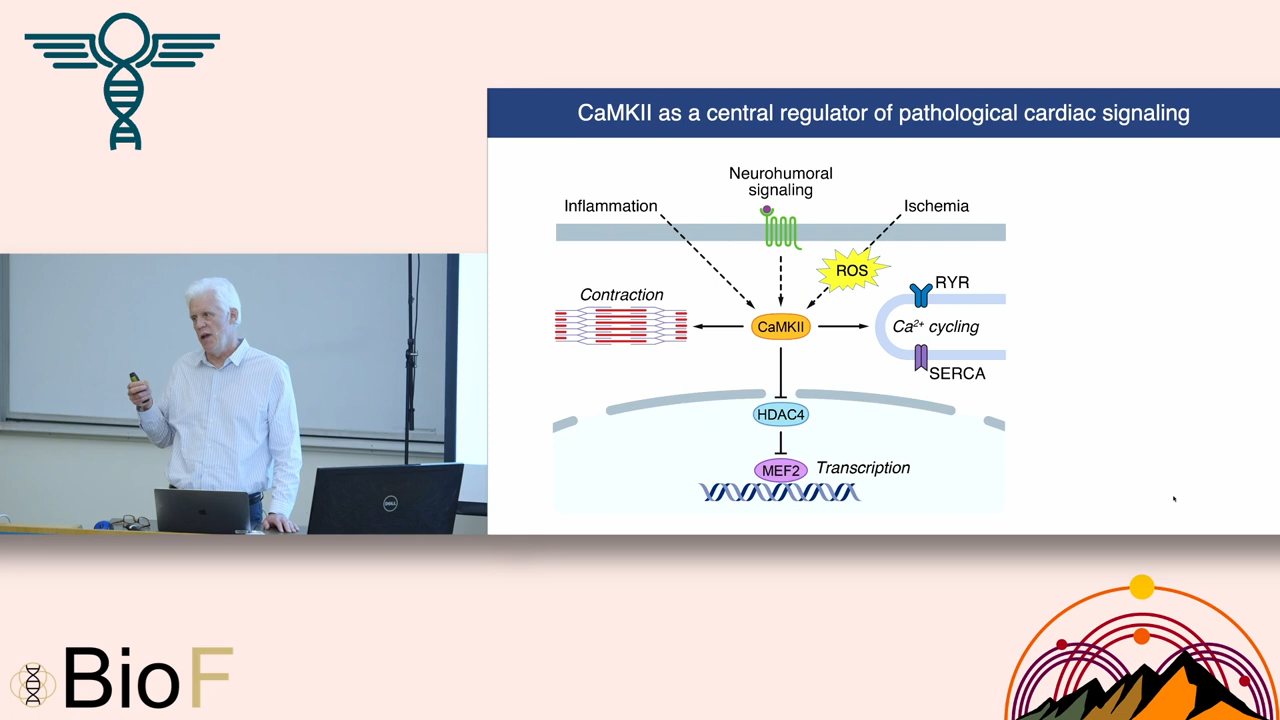 CaMKII as a central regulator of pathological cardiac signaling
Neurohumoral
signaling
Inflammation
Ischemia
ROS
RYR
Contraction
CaMKII
Ca²⁺ cycling
SERCA
HDAC4
MEF2
Transcription
DELL
BioF